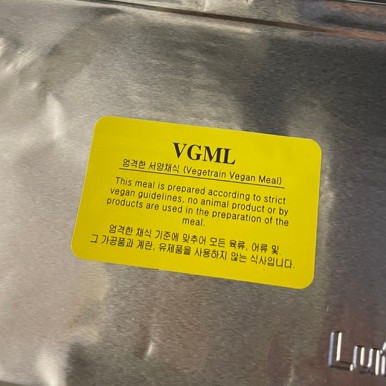 VGML
엄격한 서양채식 (Vegetrain Vegan Meal)
This meal is prepared according to strict
vegan guidelines, no animal product or by
products are used in the preparation of the
meal.
엄격한 채식 기준에 맞추어 모든 육류, 어류 및
그 가공품과 계란, 유제품을 사용하지 않는 식사입니다.